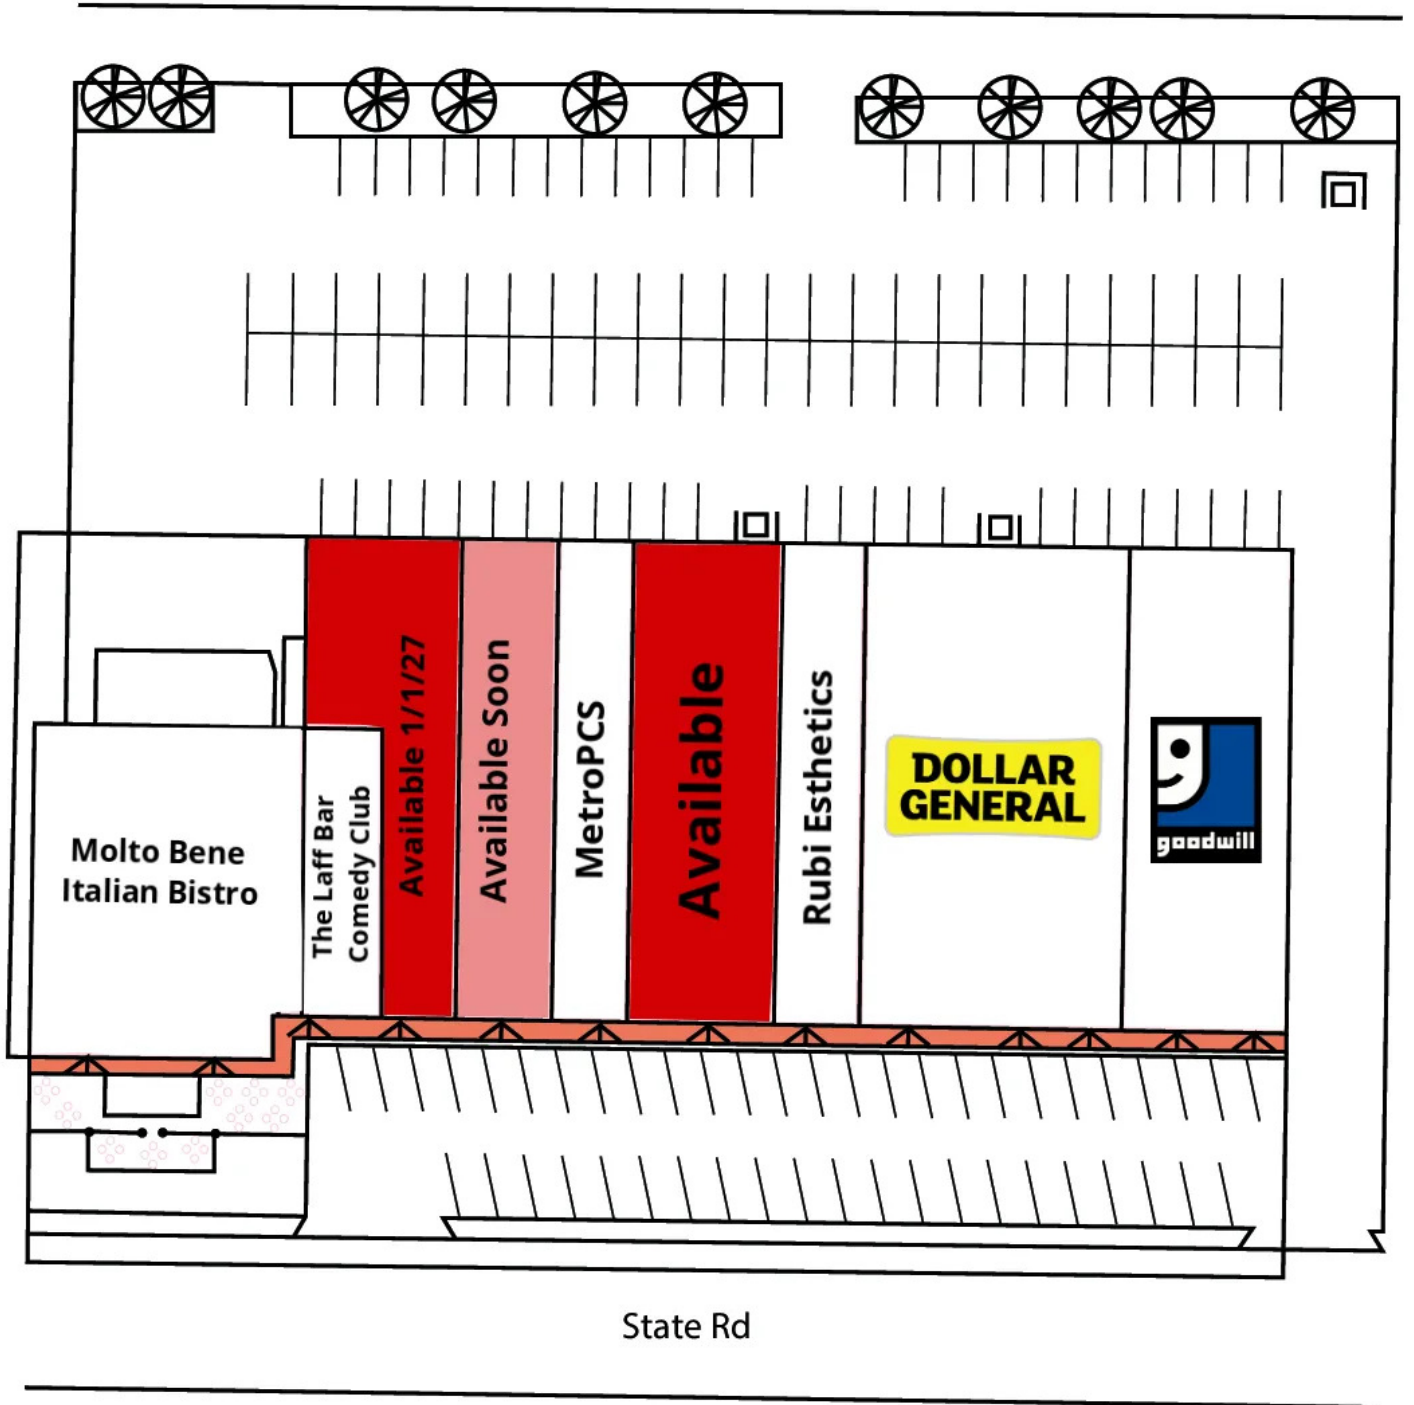 Molto Bene
Italian Bistro
The Laff Bar
Comedy Club
Available 1/1/27
Available Soon
MetroPCS
Available
Rubi Esthetics
DOLLAR
GENERAL
goodwill
State Rd